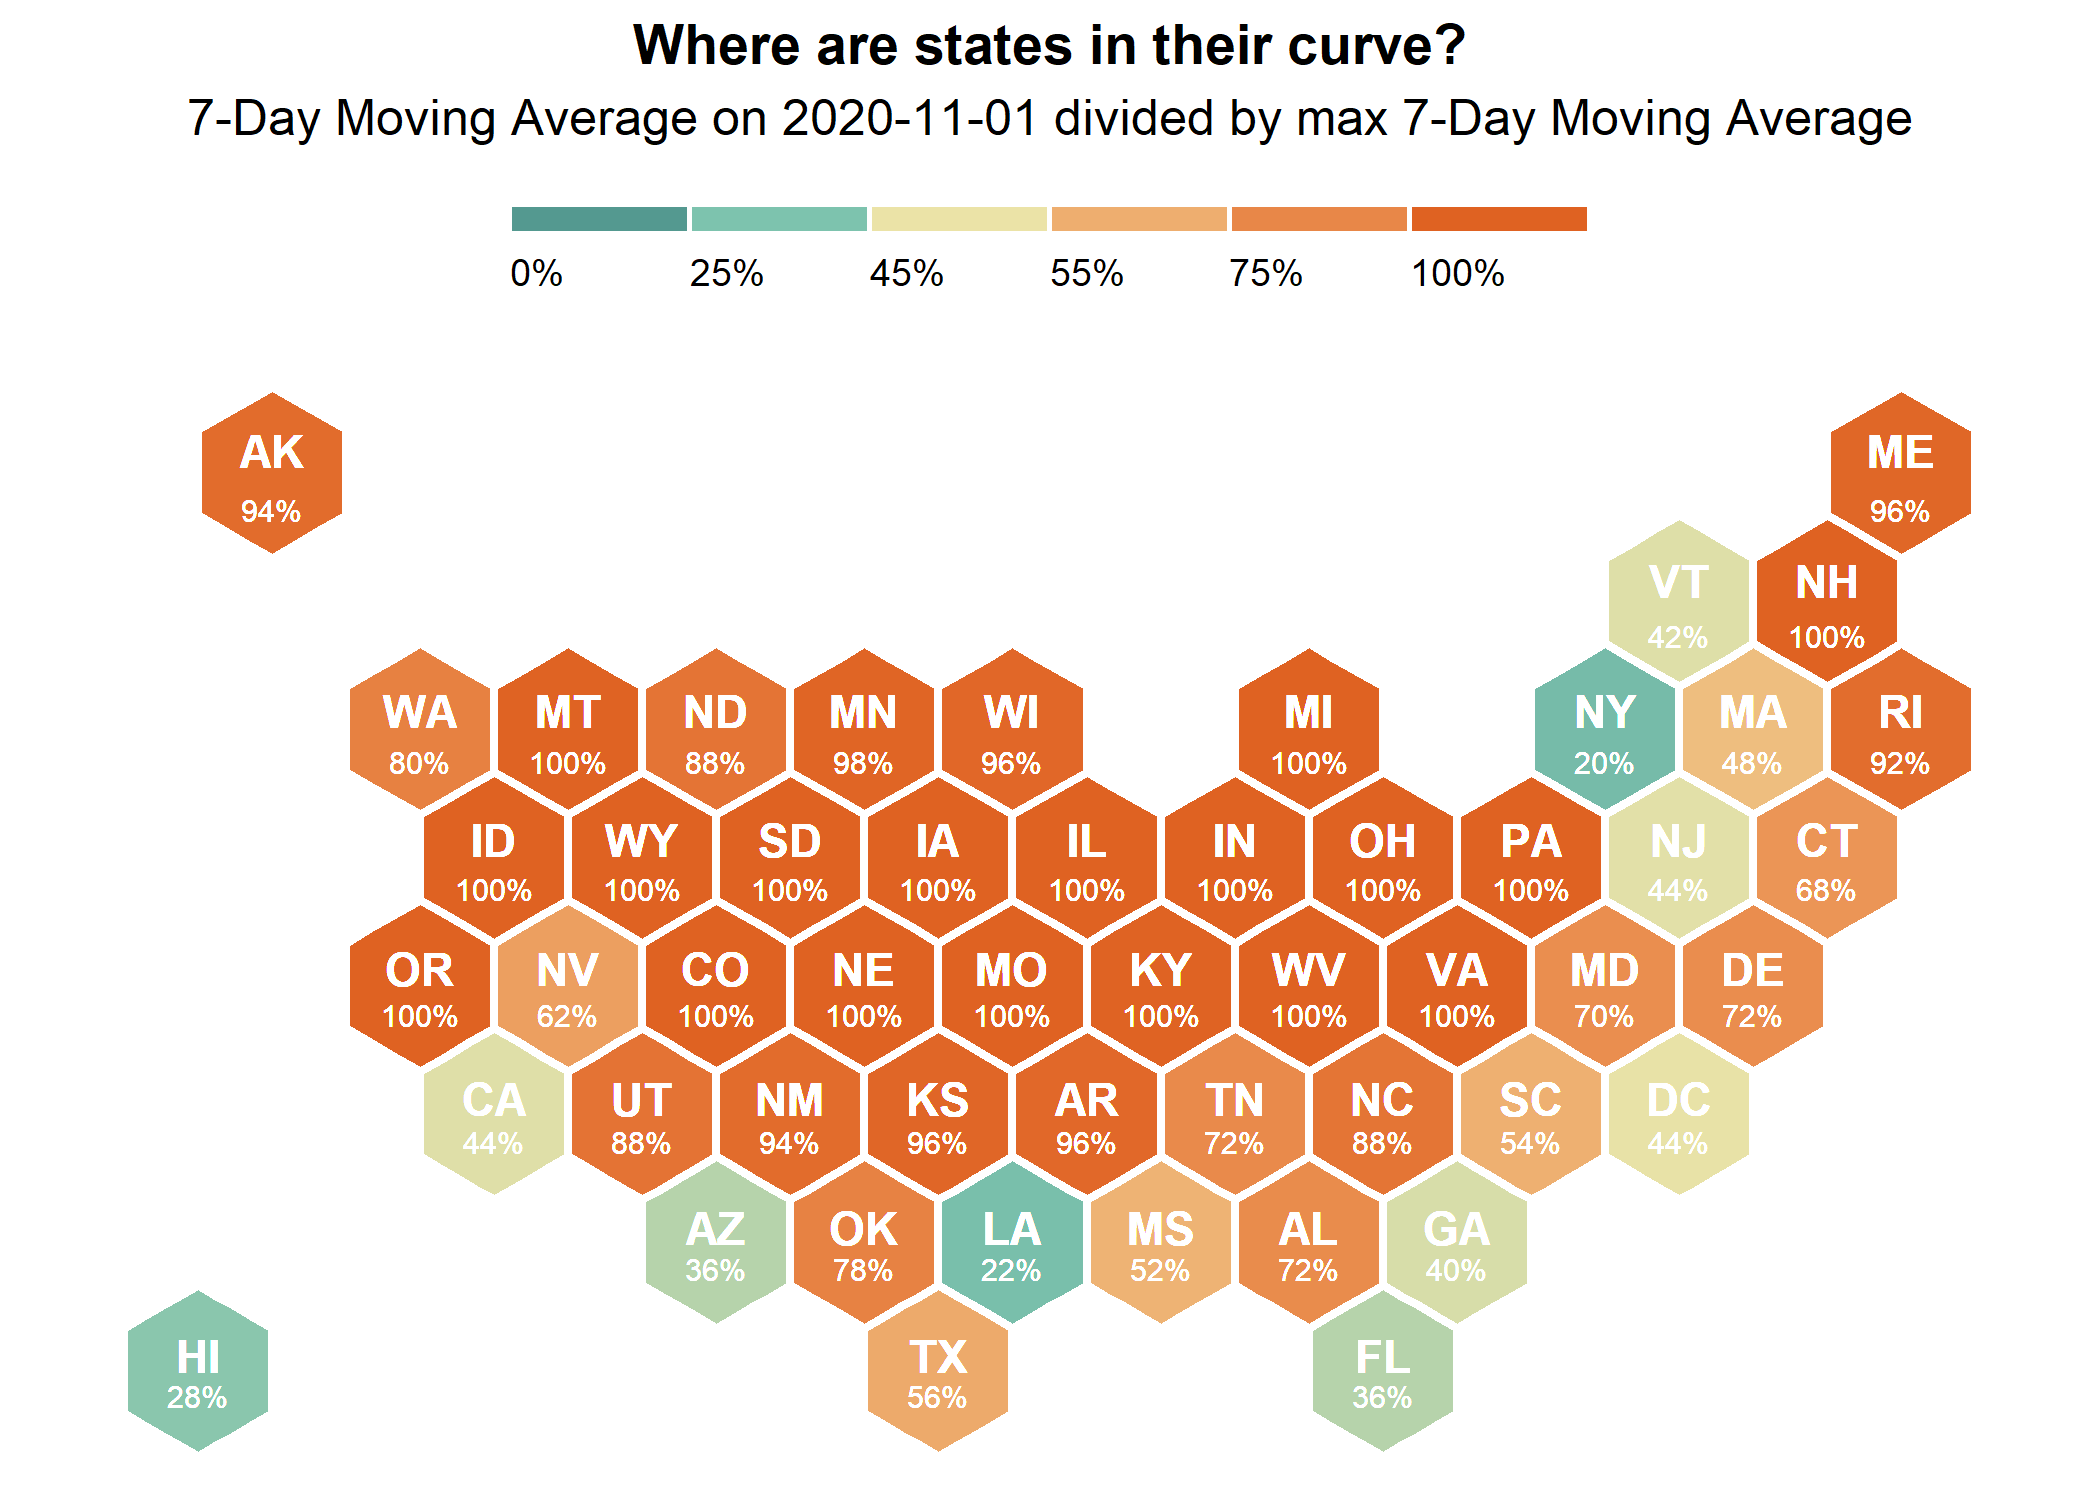 Where are states in their curve?
7-Day Moving Average on 2020-11-01 divided by max 7-Day Moving Average
0% 25% 45% 55% 75% 100%
AK ME
94% 96%
VT NH
42% 100%
WA MT ND MN WI MI NY MA RI
80% 100% 88% 98% 96% 100% 20% 48% 92%
ID WY SD IA IL IN OH PA NJ CT
100% 100% 100% 100% 100% 100% 100% 100% 44% 68%
OR NV CO NE MO KY WV VA MD DE
100% 62% 100% 100% 100% 100% 100% 100% 70% 72%
CA UT NM KS AR TN NC SC DC
44% 88% 94% 96% 96% 72% 88% 54% 44%
AZ OK LA MS AL GA
36% 78% 22% 52% 72% 40%
HI TX FL
28% 56% 36%